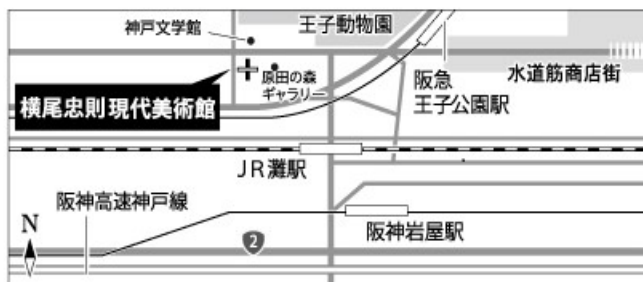 神戸文学館
王子動物園
原田の森
ギャラリー
阪急
王子公園駅
水道筋商店街
横尾忠則現代美術館
JR灘駅
阪神高速神戸線
N
2
阪神岩屋駅